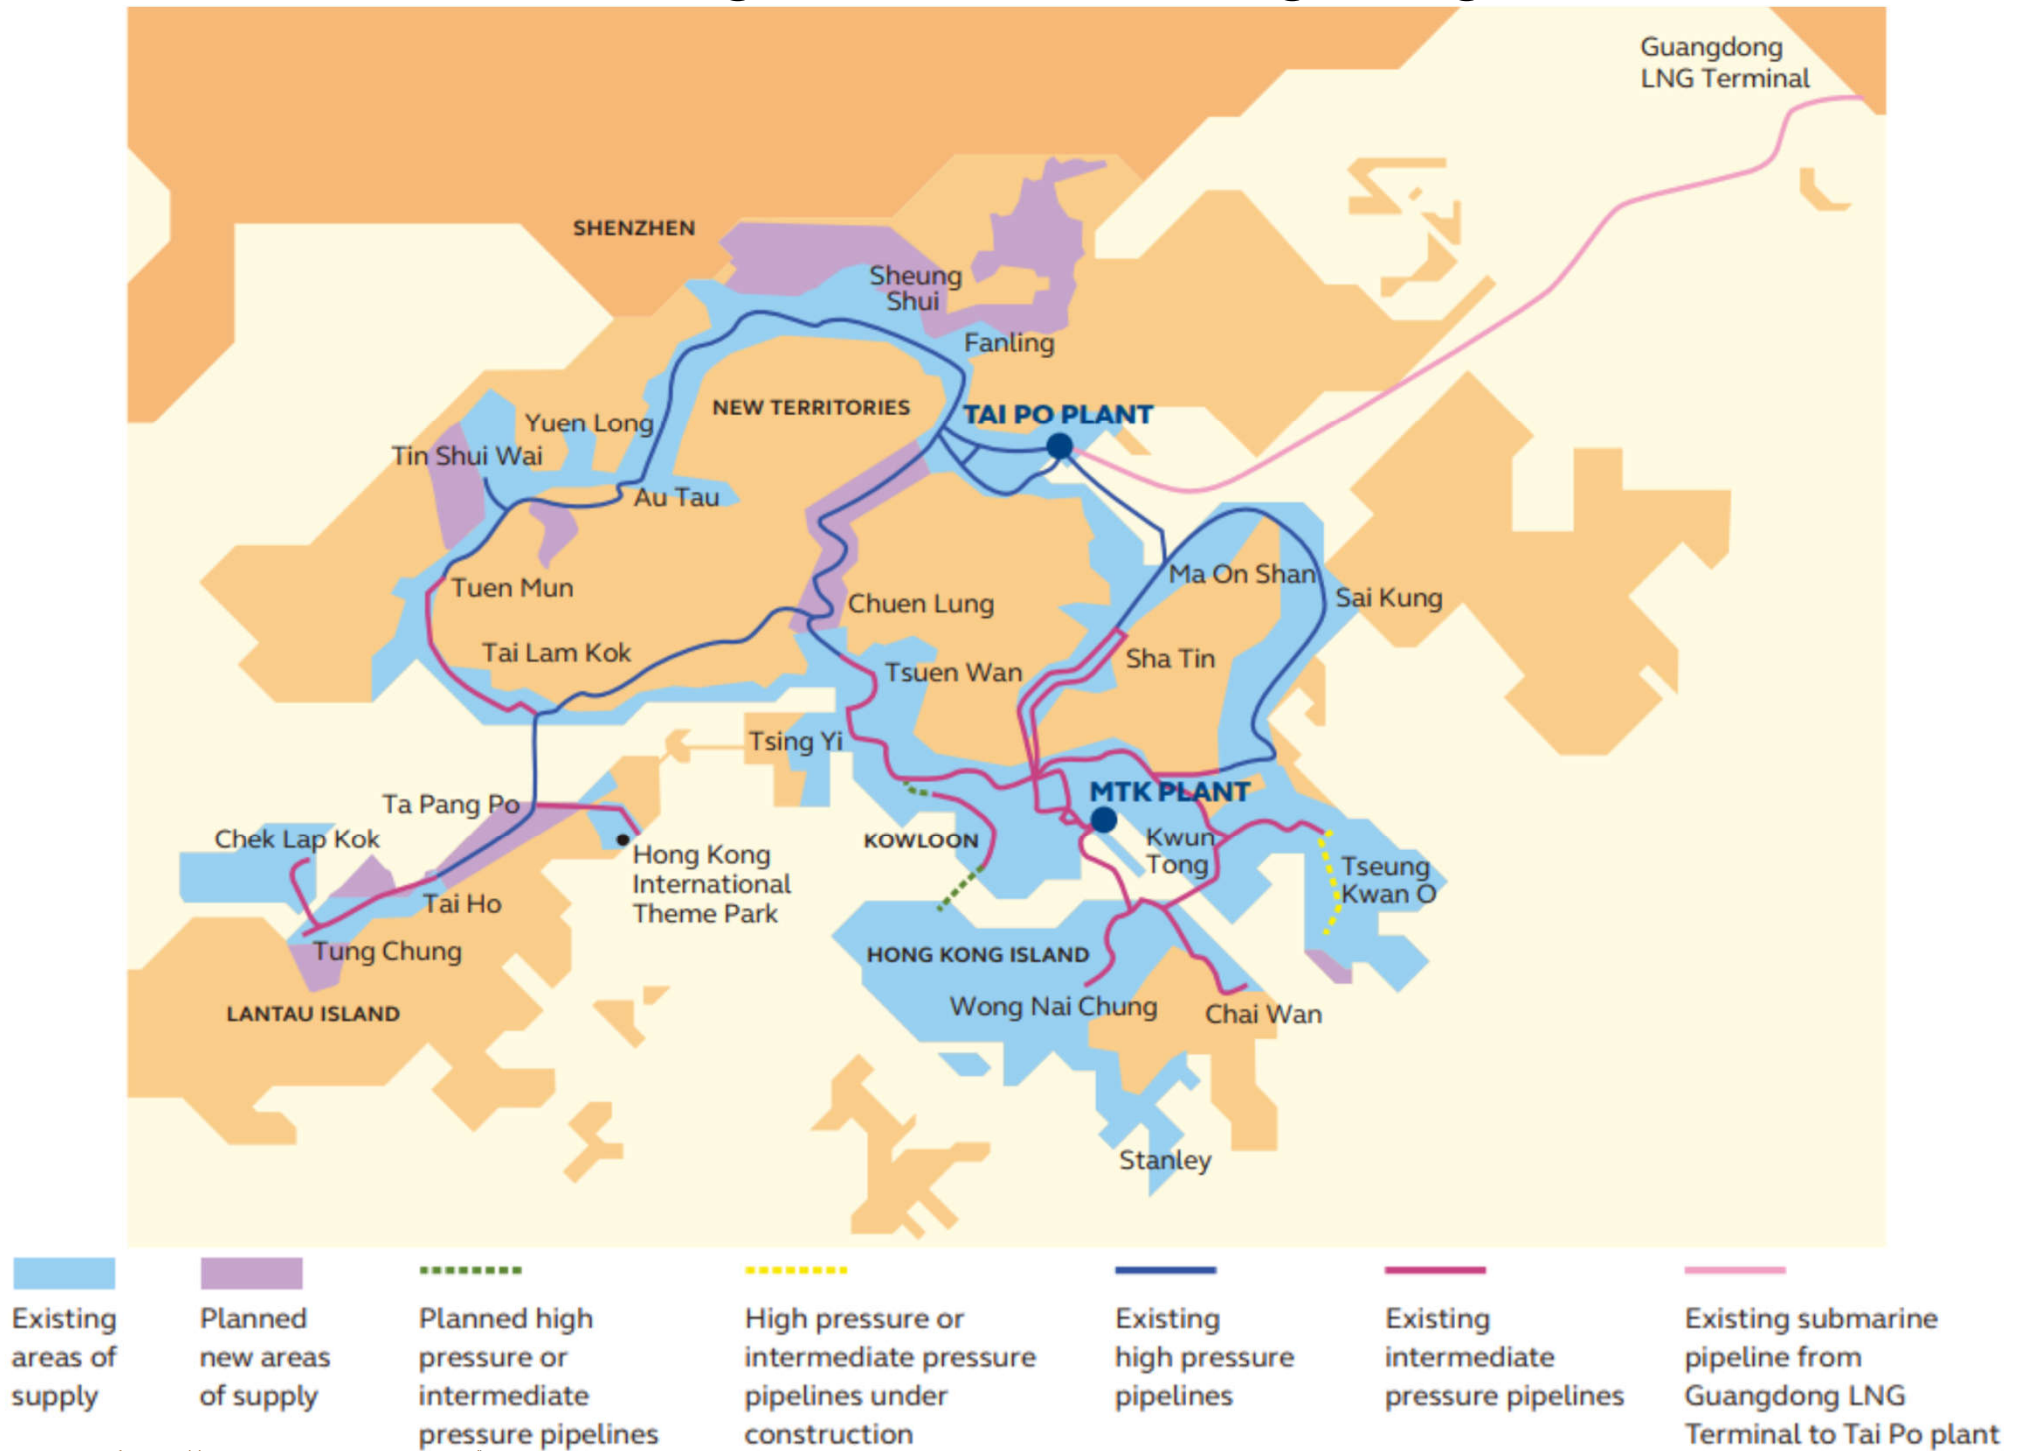 Guangdong
LNG Terminal
SHENZHEN
Sheung
Shui
Fanling
NEW TERRITORIES
TAI PO PLANT
Yuen Long
Tin Shui Wai
Au Tau
Ma On Shan
Tuen Mun
Sai Kung
Chuen Lung
Tai Lam Kok
Sha Tin
Tsuen Wan
Tsing Yi
MTK PLANT
Ta Pang Po
Chek Lap Kok
KOWLOON
Kwun
Tong
Hong Kong
International
Theme Park
Tseung
Kwan O
Tai Ho
Tung Chung
HONG KONG ISLAND
LANTAU ISLAND
Wong Nai Chung
Chai Wan
Stanley
Existing
areas of
supply
Planned
new areas
of supply
Planned high
pressure or
intermediate
pressure pipelines
High pressure or
intermediate pressure
pipelines under
construction
Existing
high pressure
pipelines
Existing
intermediate
pressure pipelines
Existing submarine
pipeline from
Guangdong LNG
Terminal to Tai Po plant